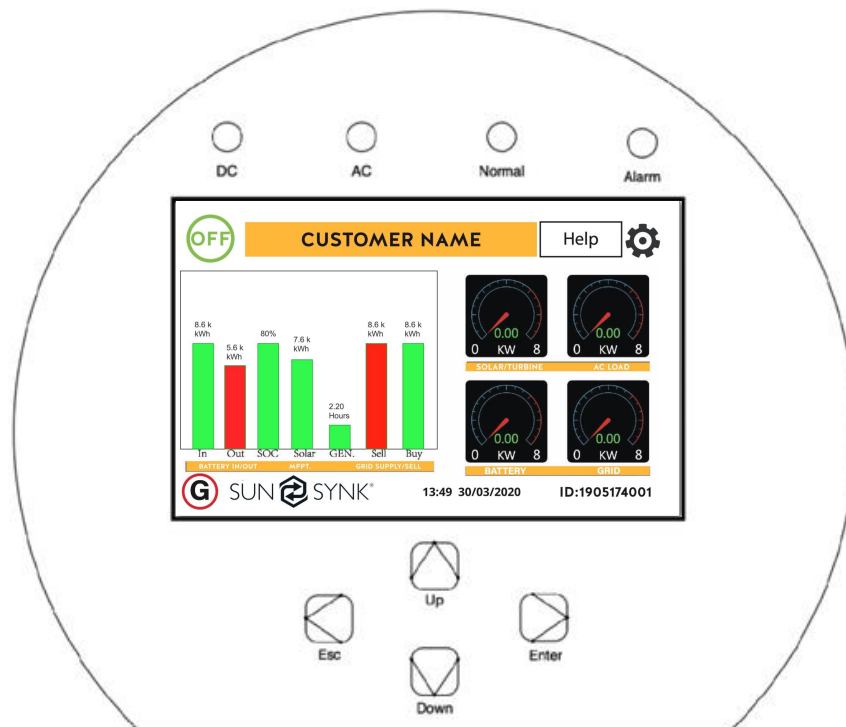 DC AC Normal Alarm
OFF CUSTOMER NAME Help
8.6 k
kWh
5.6 k
kWh
80%
7.6 k
kWh
2.20
Hours
8.6 k
kWh
8.6 k
kWh
In Out SOC Solar GEN. Sell Buy
BATTERY IN/OUT MPPT. GRID SUPPLY/SELL
0.00
0 KW 8
SOLAR/TURBINE
0.00
0 KW 8
AC LOAD
0.00
0 KW 8
BATTERY
0.00
0 KW 8
GRID
G SUN SYNK® 13:49 30/03/2020 ID:1905174001
Up
Esc Enter
Down